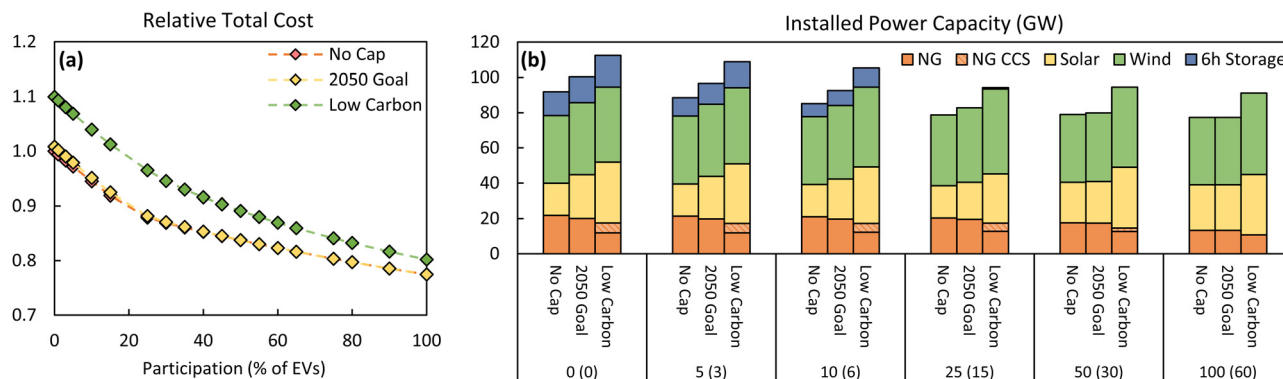 Relative Total Cost
(a)
No Cap
2050 Goal
Low Carbon
1.2
1.1
1.0
0.9
0.8
0.7
0 20 40 60 80 100
Participation (% of EVs)
Installed Power Capacity (GW)
(b)
NG NG CCS Solar Wind 6h Storage
120
100
80
60
40
20
0
No Cap 2050 Goal Low Carbon No Cap 2050 Goal Low Carbon No Cap 2050 Goal Low Carbon No Cap 2050 Goal Low Carbon No Cap 2050 Goal Low Carbon No Cap 2050 Goal Low Carbon
0 (0) 5 (3) 10 (6) 25 (15) 50 (30) 100 (60)